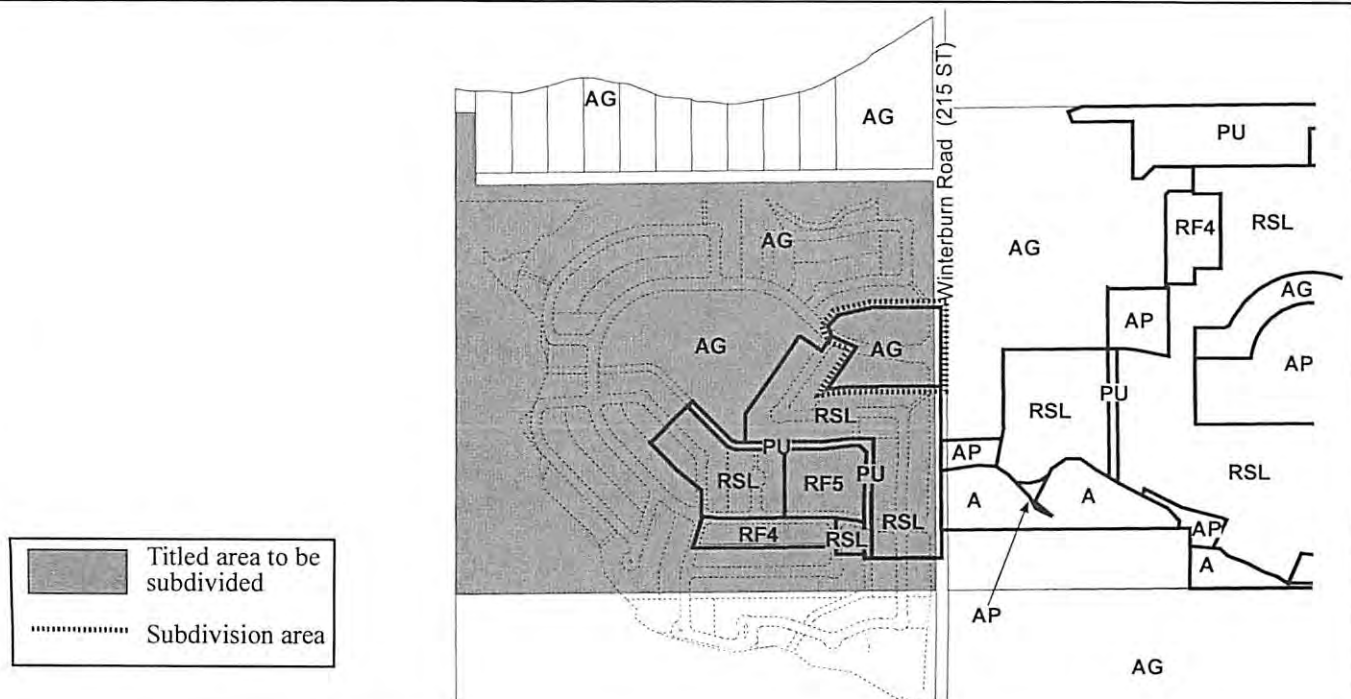 AG
AG
Winterburn Road (215 ST)
PU
RF4
RSL
AG
AG
AG
AP
AG
AG
AP
RSL
PU
RSL
PU
AP
RSL
RSL
RF5
PU
A
A
RF4
RSL
RSL
AP
A
AP
AG
Titled area to be
subdivided
Subdivision area